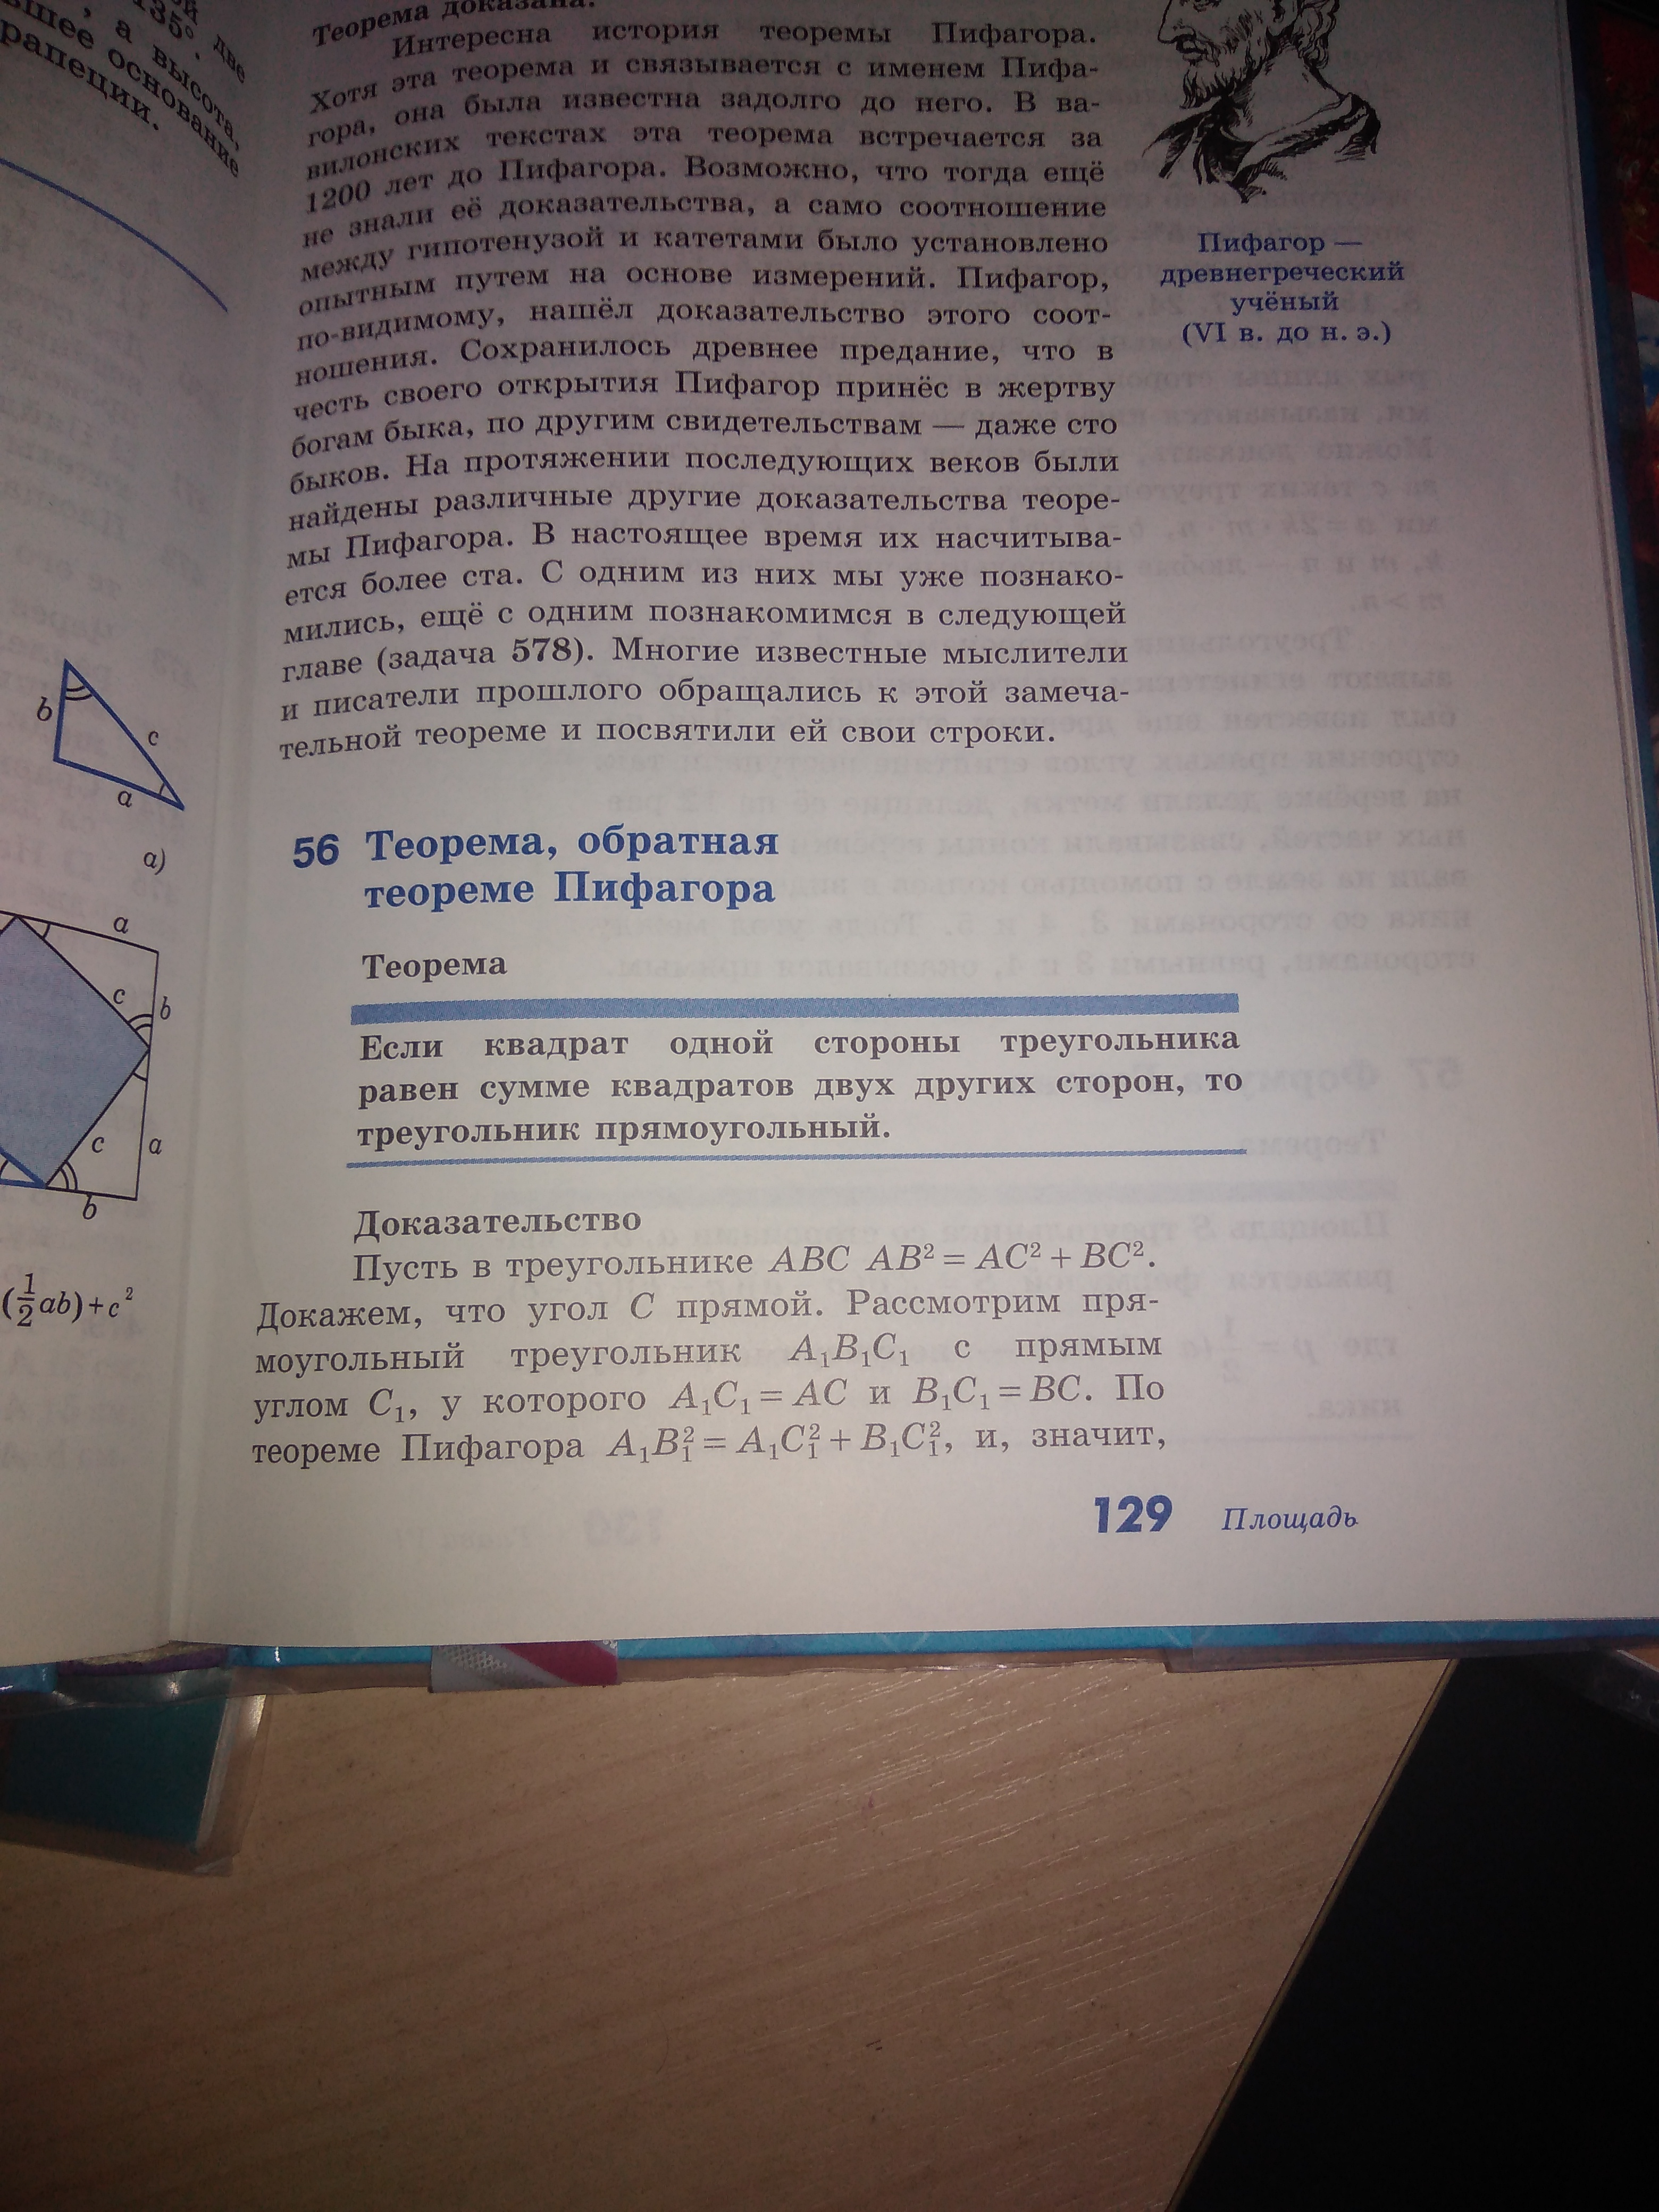 две
135°.
, а высота,
основание
трапеции.
b
c
a
a)
a
c
b
c
a
b
(1/2 ab) + c²
Теорема доказана.
Интересна история теоремы Пифагора.
Хотя эта теорема и связывается с именем Пифа-
гора, она была известна задолго до него. В ва-
вилонских текстах эта теорема встречается за
1200 лет до Пифагора. Возможно, что тогда ещё
не знали её доказательства, а само соотношение
между гипотенузой и катетами было установлено
опытным путем на основе измерений. Пифагор,
по-видимому, нашёл доказательство этого соот-
ношения. Сохранилось древнее предание, что в
честь своего открытия Пифагор принёс в жертву
богам быка, по другим свидетельствам — даже сто
быков. На протяжении последующих веков были
найдены различные другие доказательства теоре-
мы Пифагора. В настоящее время их насчитыва-
ется более ста. С одним из них мы уже познако-
мились, ещё с одним познакомимся в следующей
главе (задача 578). Многие известные мыслители
и писатели прошлого обращались к этой замеча-
тельной теореме и посвятили ей свои строки.
Пифагор —
древнегреческий
учёный
(VI в. до н. э.)
56 Теорема, обратная
теореме Пифагора
Теорема
Если квадрат одной стороны треугольника
равен сумме квадратов двух других сторон, то
треугольник прямоугольный.
Доказательство
Пусть в треугольнике ABC AB² = AC² + BC².
Докажем, что угол C прямой. Рассмотрим пря-
моугольный треугольник A₁B₁C₁ с прямым
углом C₁, у которого A₁C₁ = AC и B₁C₁ = BC. По
теореме Пифагора A₁B₁² = A₁C₁² + B₁C₁², и, значит,
129 Площадь